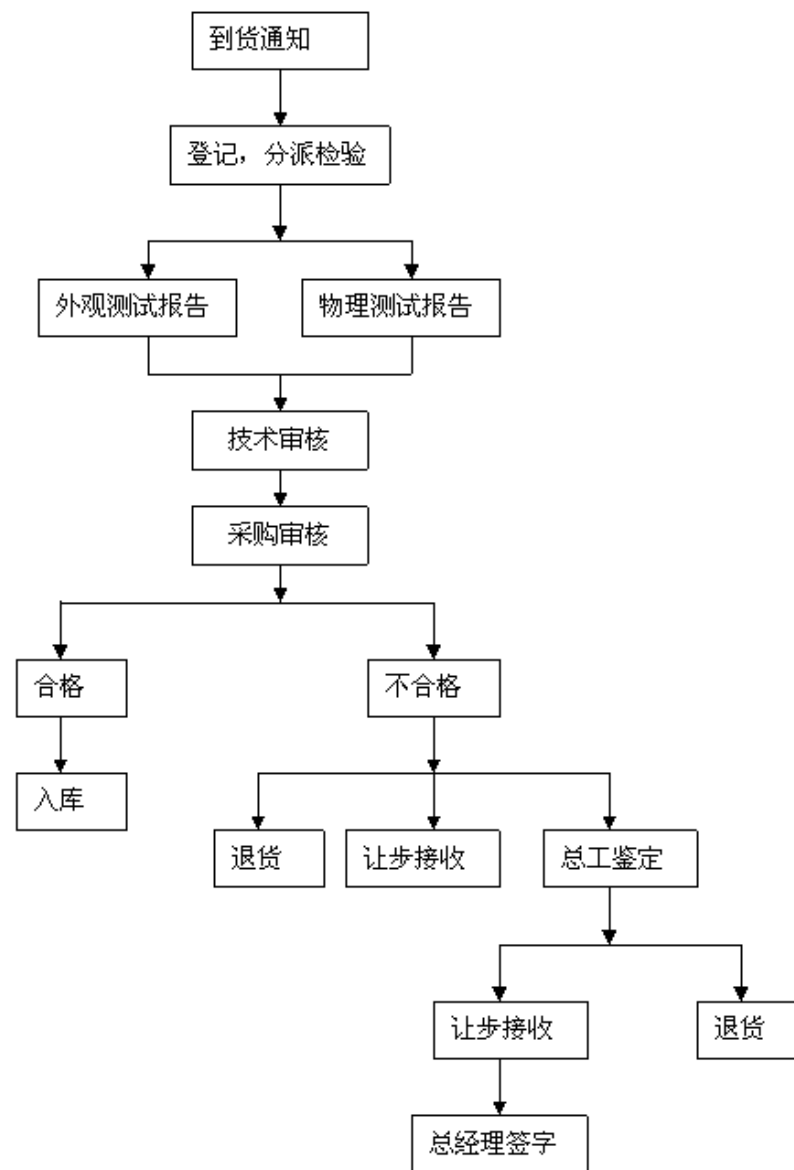 到货通知
登记，分派检验
外观测试报告
物理测试报告
技术审核
采购审核
合格
不合格
入库
退货
让步接收
总工鉴定
让步接收
退货
总经理签字